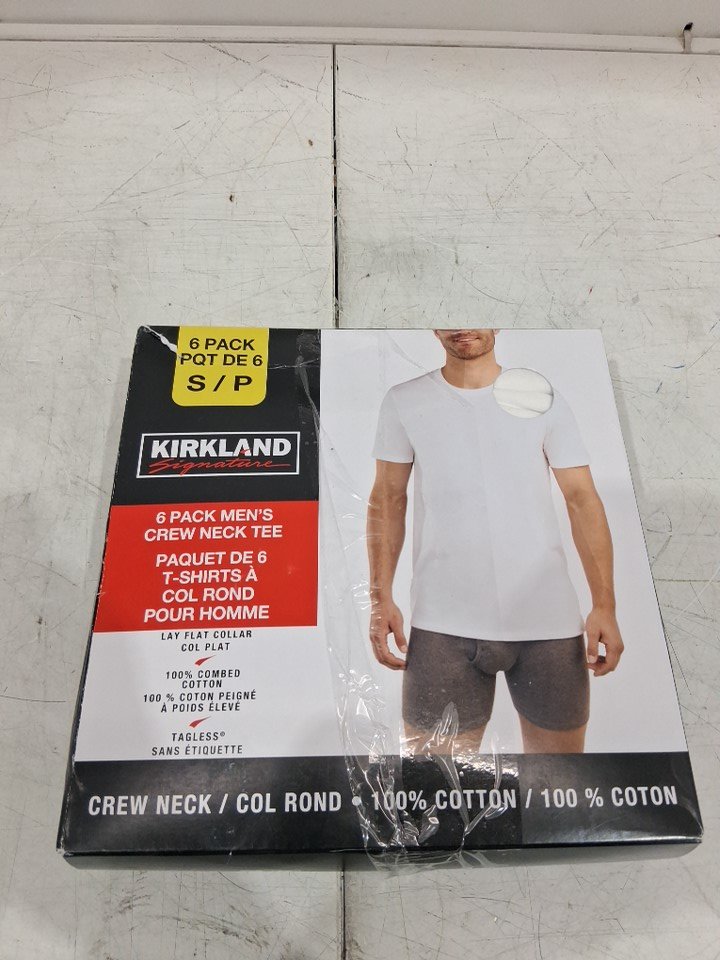 6 PACK
PQT DE 6
S / P
KIRKLAND
Signature
6 PACK MEN'S
CREW NECK TEE
PAQUET DE 6
T-SHIRTS À
COL ROND
POUR HOMME
LAY FLAT COLLAR
COL PLAT
100% COMBED
COTTON
100 % COTON PEIGNÉ
À POIDS ÉLEVÉ
TAGLESS®
SANS ÉTIQUETTE
CREW NECK / COL ROND • 100% COTTON / 100 % COTON